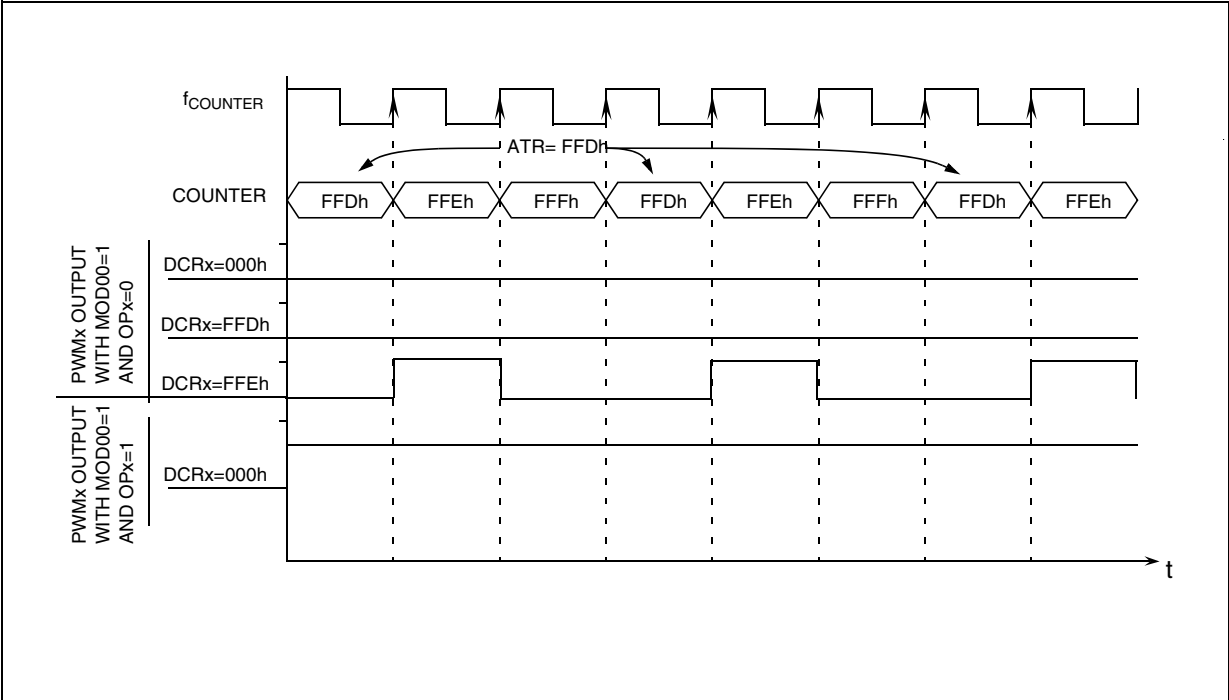 fCOUNTER
ATR= FFDh
COUNTER
FFDh FFEh FFFh FFDh FFEh FFFh FFDh FFEh
PWMx OUTPUT
WITH MOD00=1
AND OPx=0
DCRx=000h
DCRx=FFDh
DCRx=FFEh
PWMx OUTPUT
WITH MOD00=1
AND OPx=1
DCRx=000h
t